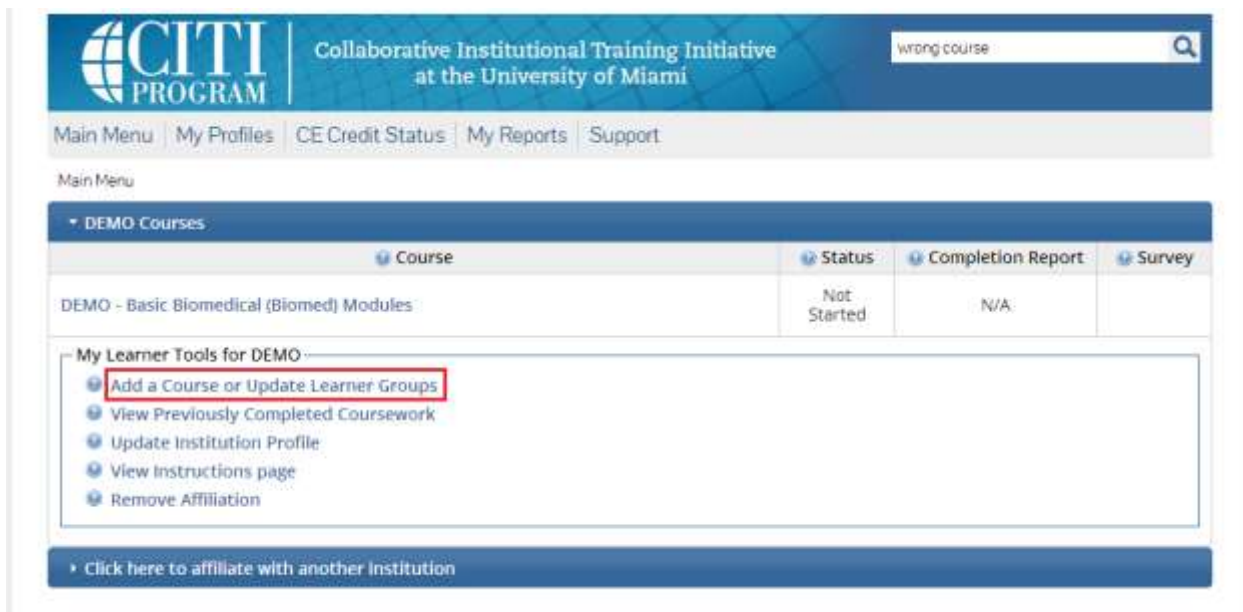 CITI PROGRAM
Collaborative Institutional Training Initiative
at the University of Miami
wrong course
Main Menu | My Profiles | CE Credit Status | My Reports | Support
Main Menu
DEMO Courses
Course Status Completion Report Survey
DEMO - Basic Biomedical (Biomed) Modules Not Started N/A
My Learner Tools for DEMO
Add a Course or Update Learner Groups
View Previously Completed Coursework
Update Institution Profile
View Instructions page
Remove Affiliation
Click here to affiliate with another institution